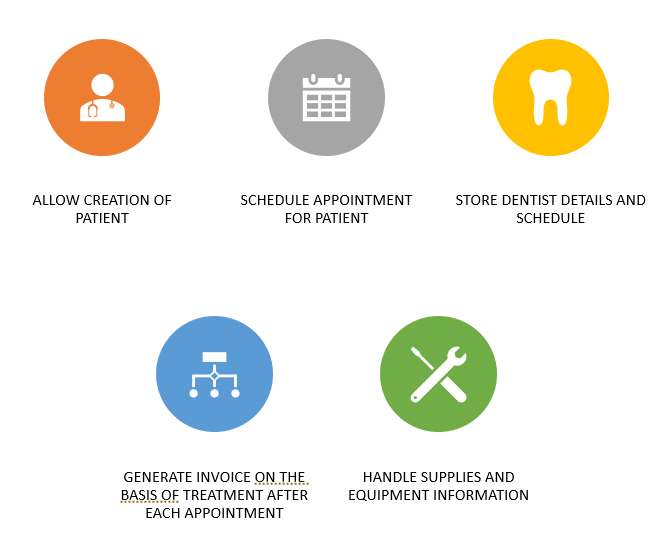 ALLOW CREATION OF
PATIENT
SCHEDULE APPOINTMENT
FOR PATIENT
STORE DENTIST DETAILS AND
SCHEDULE
GENERATE INVOICE ON THE
BASIS OF TREATMENT AFTER
EACH APPOINTMENT
HANDLE SUPPLIES AND
EQUIPMENT INFORMATION